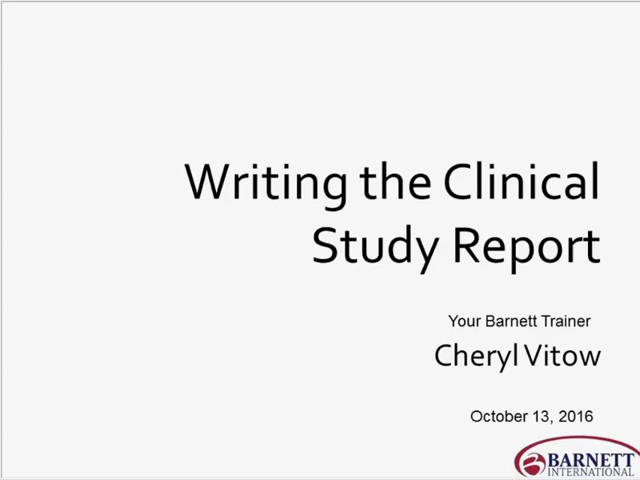 Writing the Clinical
Study Report
Your Barnett Trainer
Cheryl Vitow
October 13, 2016
BARNETT
INTERNATIONAL